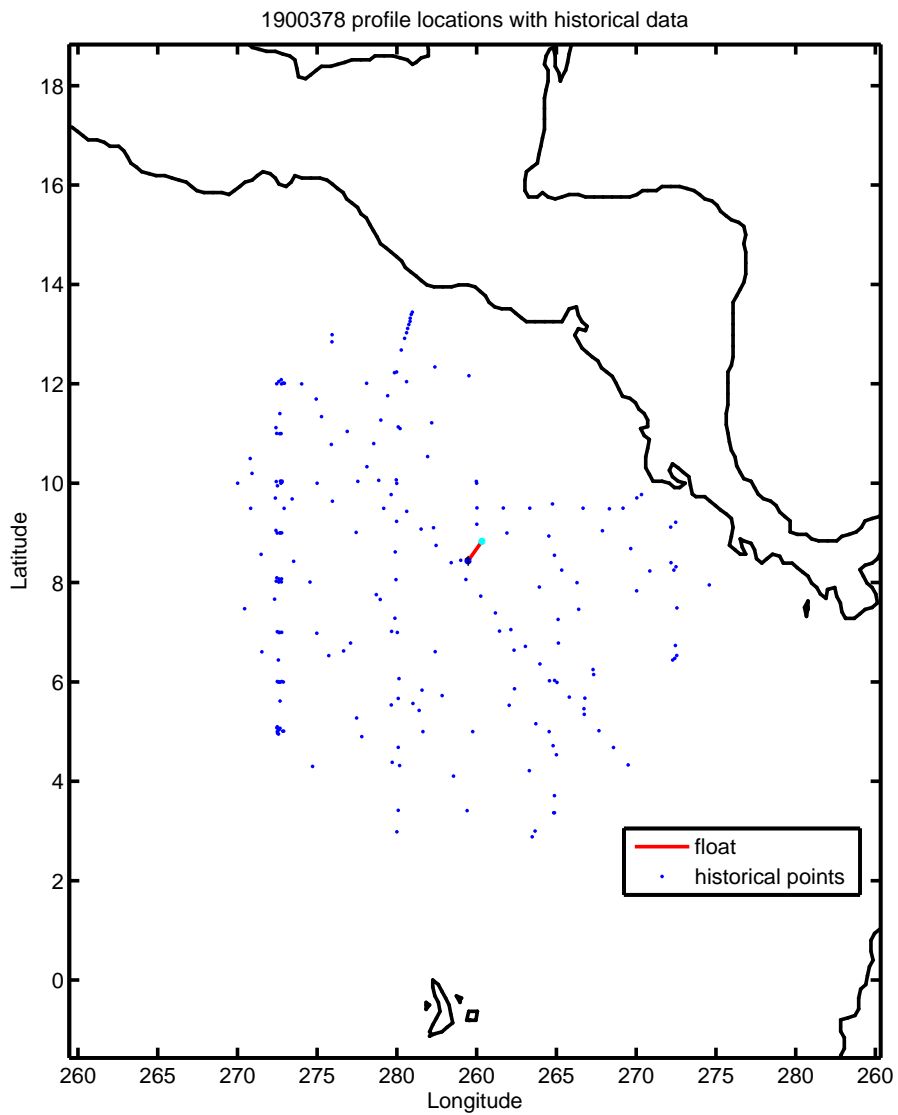 1900378 profile locations with historical data
18
16
14
12
10
8
6
4
2
0
Latitude
float
historical points
260 265 270 275 280 260 265 270 275 280 260
Longitude